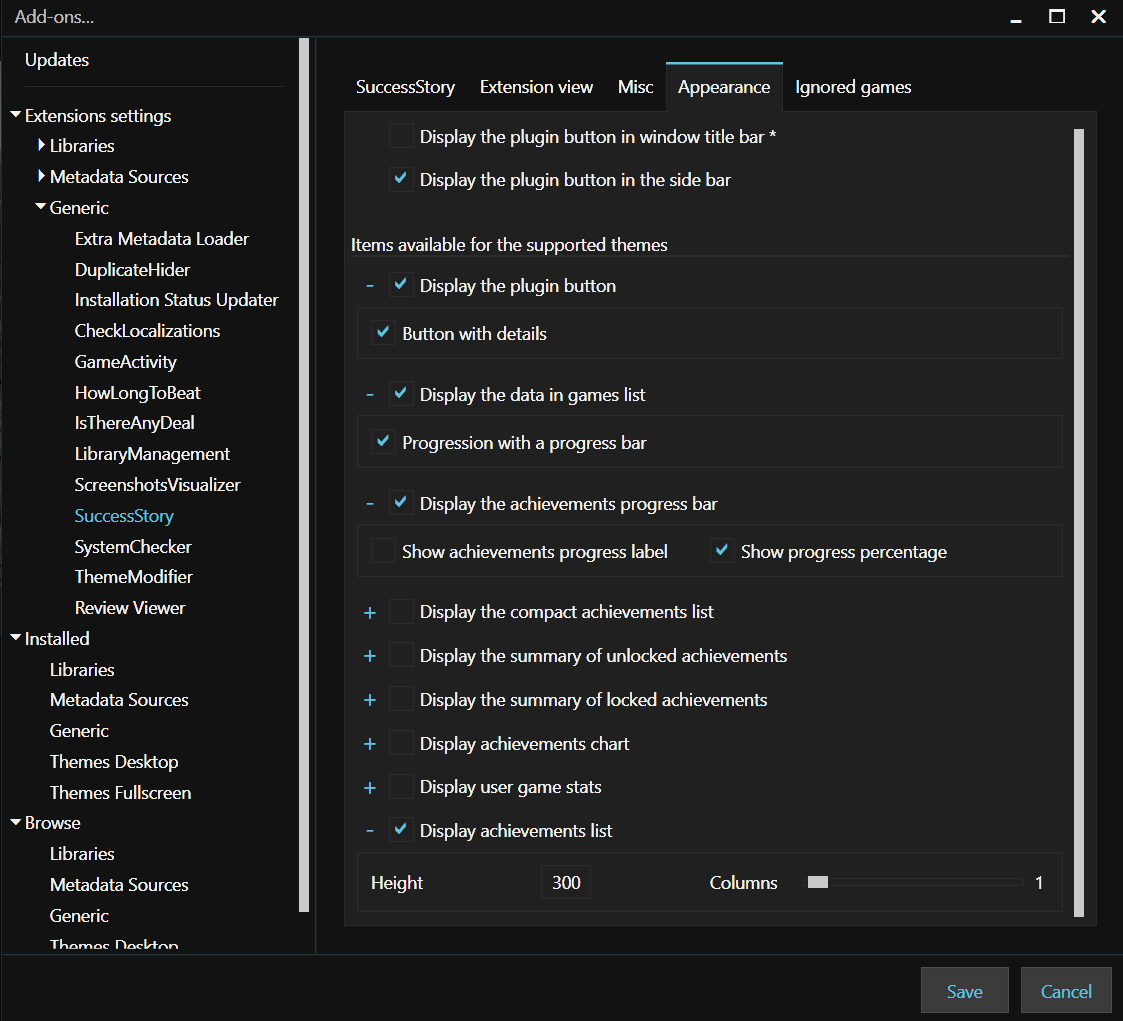 Add-ons...
Updates
Extensions settings
Libraries
Metadata Sources
Generic
Extra Metadata Loader
DuplicateHider
Installation Status Updater
CheckLocalizations
GameActivity
HowLongToBeat
IsThereAnyDeal
LibraryManagement
ScreenshotsVisualizer
SuccessStory
SystemChecker
ThemeModifier
Review Viewer
Installed
Libraries
Metadata Sources
Generic
Themes Desktop
Themes Fullscreen
Browse
Libraries
Metadata Sources
Generic
Themes Desktop
SuccessStory Extension view Misc Appearance Ignored games
Display the plugin button in window title bar *
Display the plugin button in the side bar
Items available for the supported themes
- Display the plugin button
Button with details
- Display the data in games list
Progression with a progress bar
- Display the achievements progress bar
Show achievements progress label Show progress percentage
+ Display the compact achievements list
+ Display the summary of unlocked achievements
+ Display the summary of locked achievements
+ Display achievements chart
+ Display user game stats
- Display achievements list
Height 300 Columns 1
Save Cancel